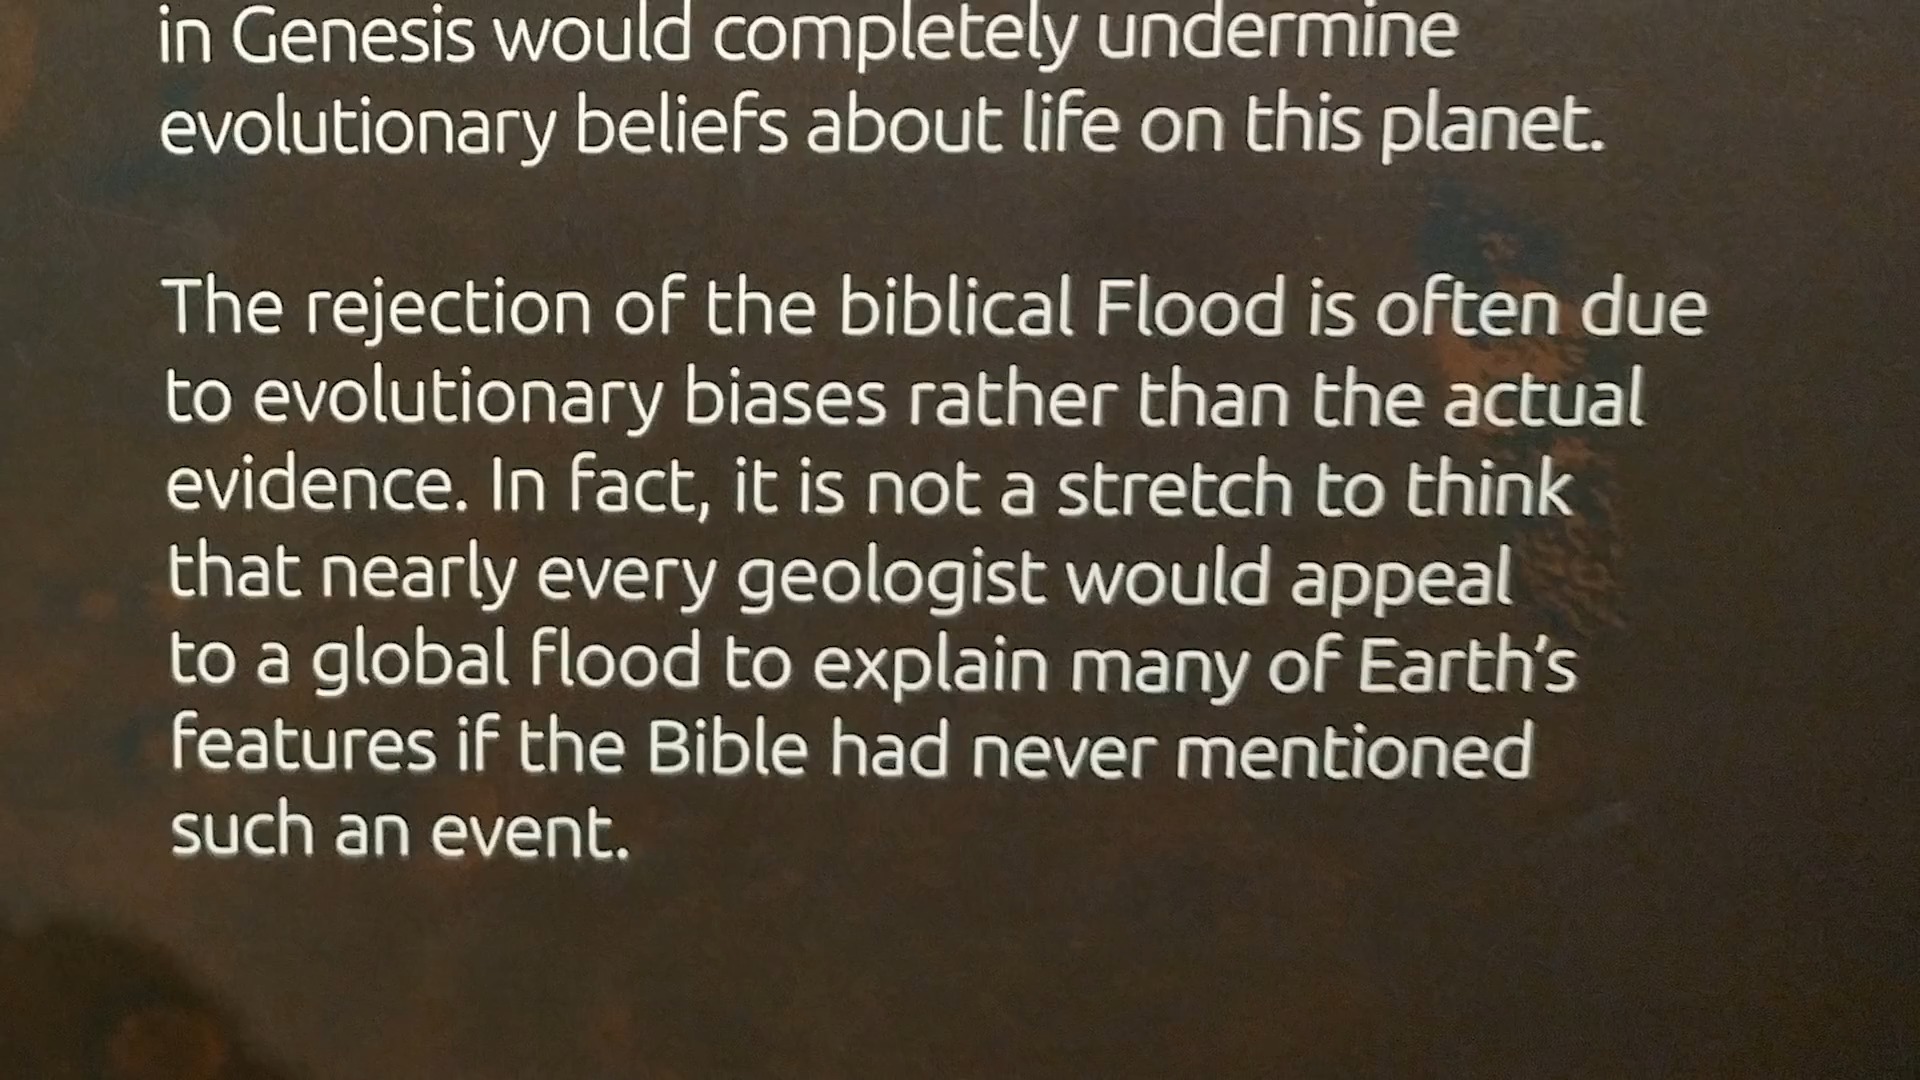 in Genesis would completely undermine
evolutionary beliefs about life on this planet.
The rejection of the biblical Flood is often due
to evolutionary biases rather than the actual
evidence. In fact, it is not a stretch to think
that nearly every geologist would appeal
to a global flood to explain many of Earth's
features if the Bible had never mentioned
such an event.